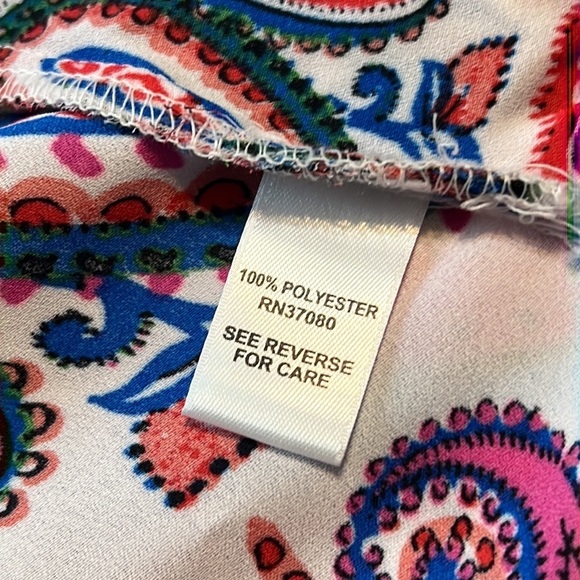 100% POLYESTER
RN37080
SEE REVERSE
FOR CARE